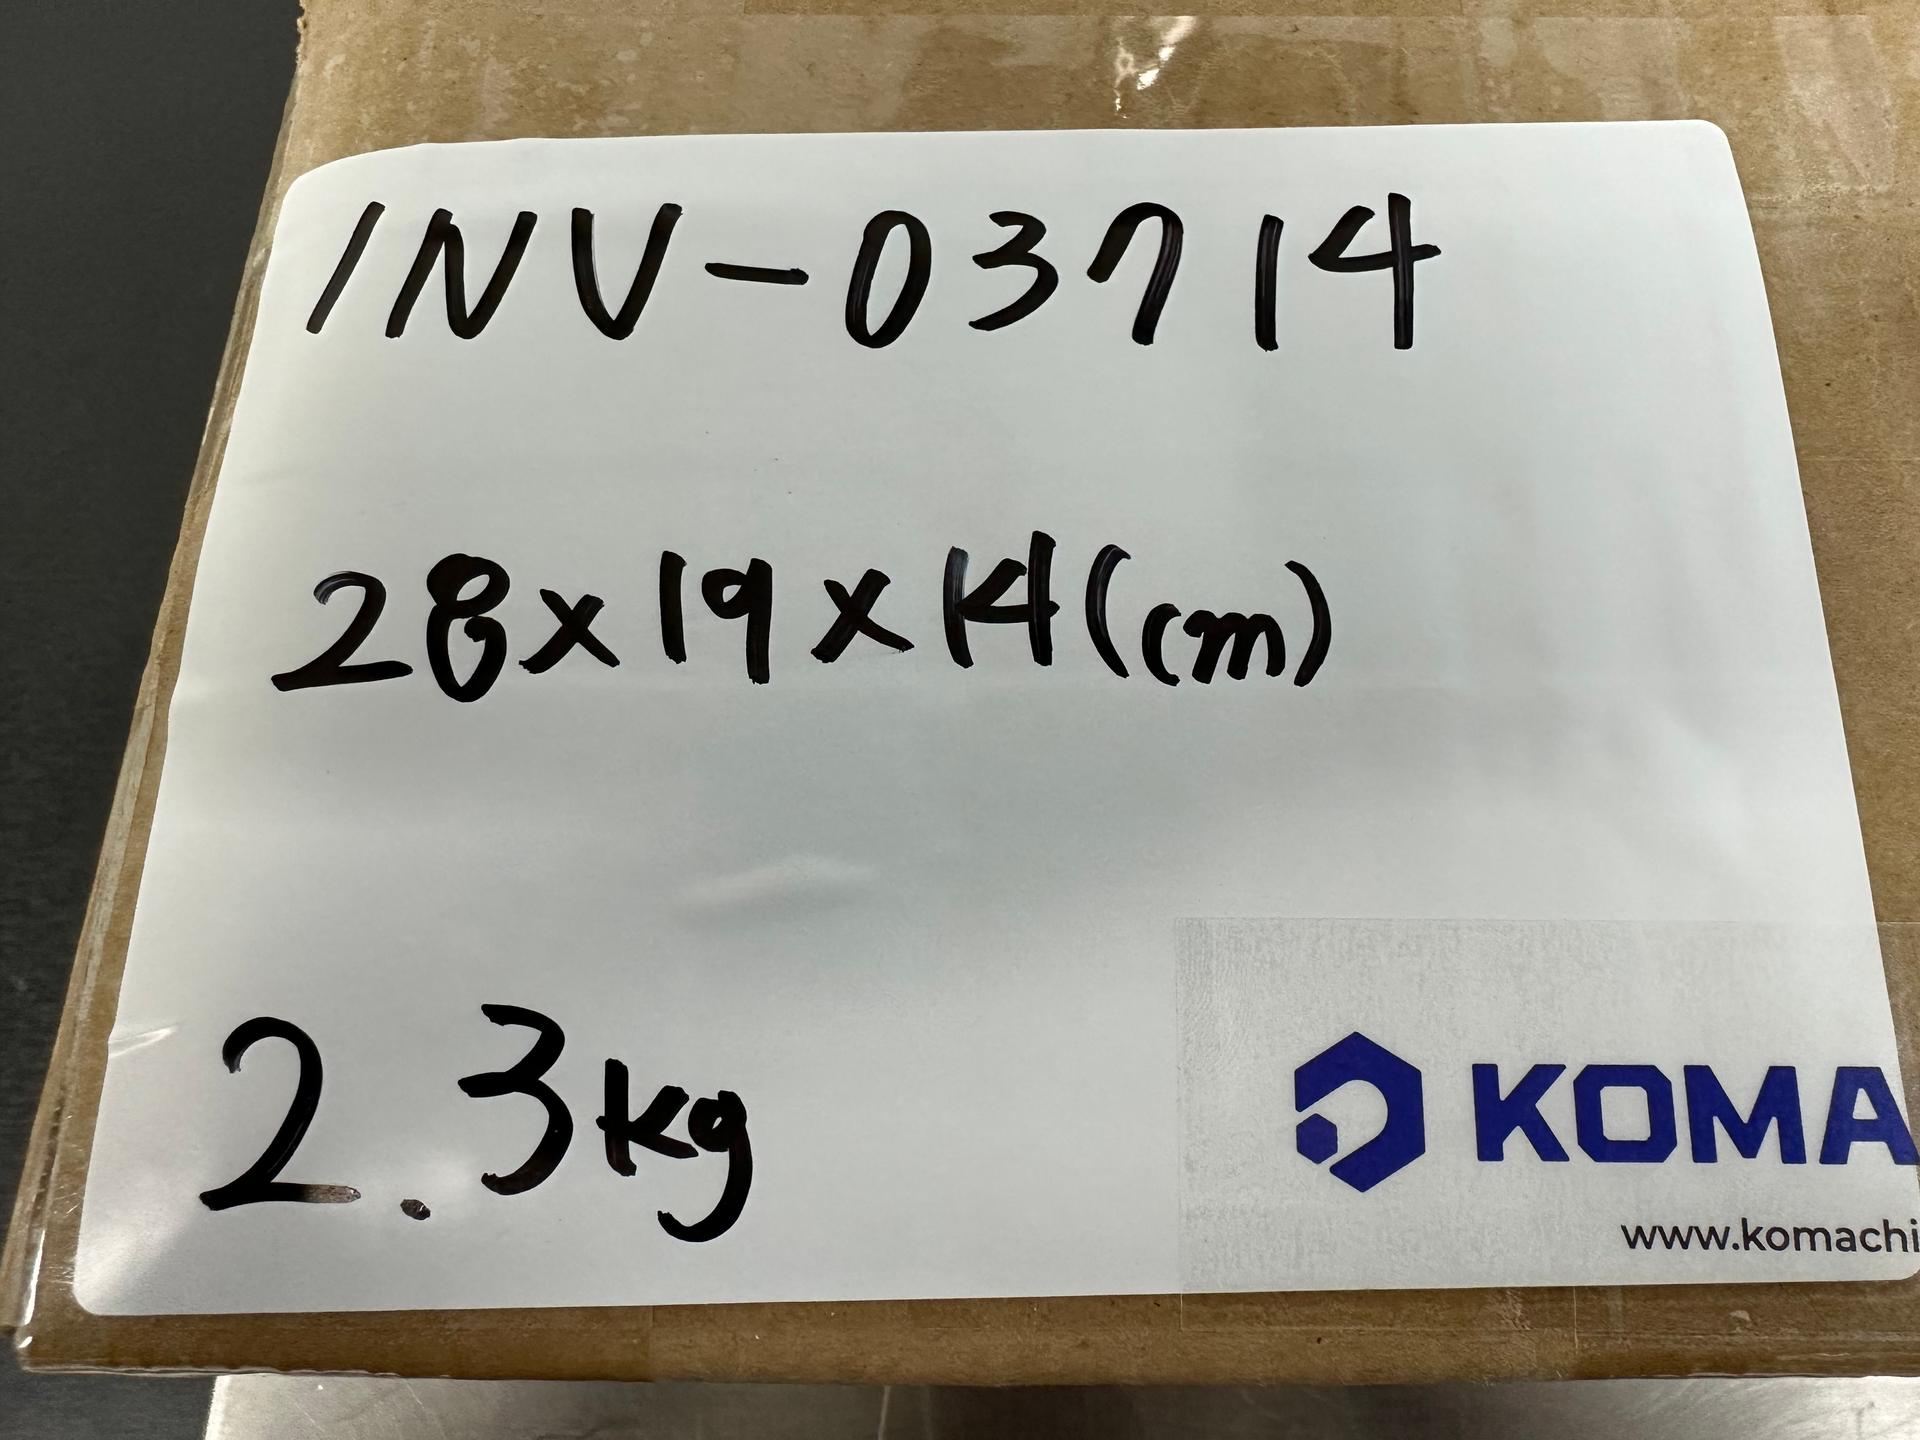 INV-03714
28x19x14(cm)
2.3kg
KOMA
www.komachi